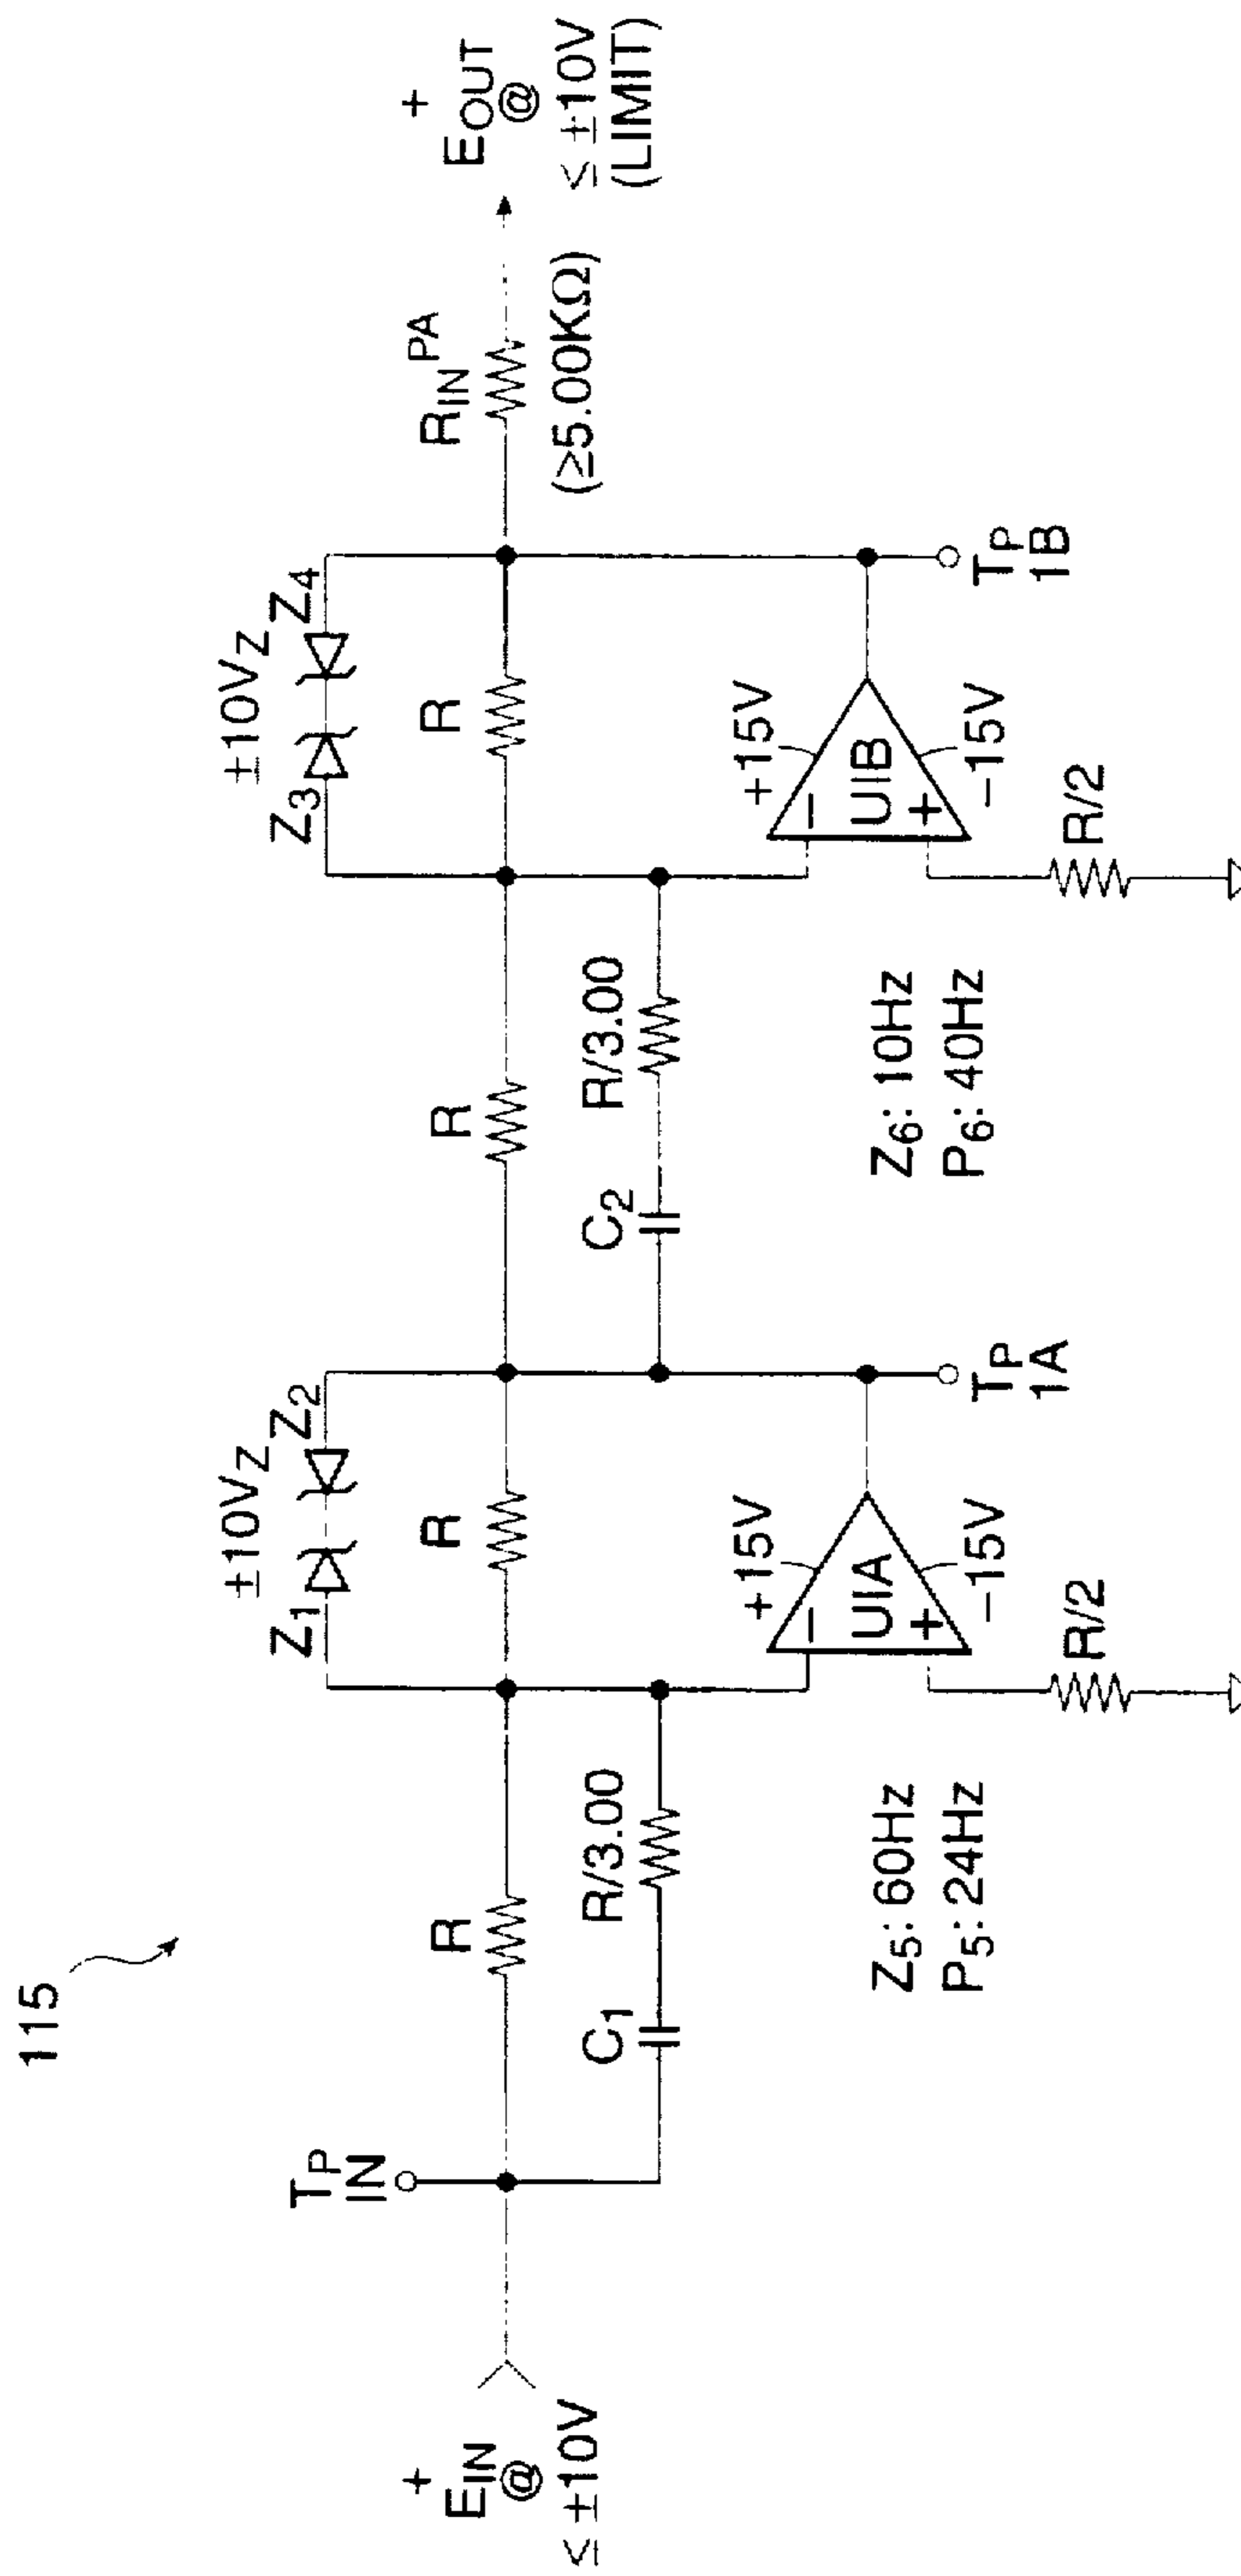 115
+
E_IN
@
≤ ±10V
T_P
IN
R
C₁
R/3.00
Z₅: 60Hz
P₅: 24Hz
±10V_Z
Z₁
Z₂
R
+15V
−
UIA
+
−15V
R/2
T_P
1A
R
C₂
R/3.00
Z₆: 10Hz
P₆: 40Hz
±10V_Z
Z₃
Z₄
R
+15V
−
UIB
+
−15V
R/2
T_P
1B
R_IN^PA
(≥5.00KΩ)
+
E_OUT
@
≤ ±10V
(LIMIT)